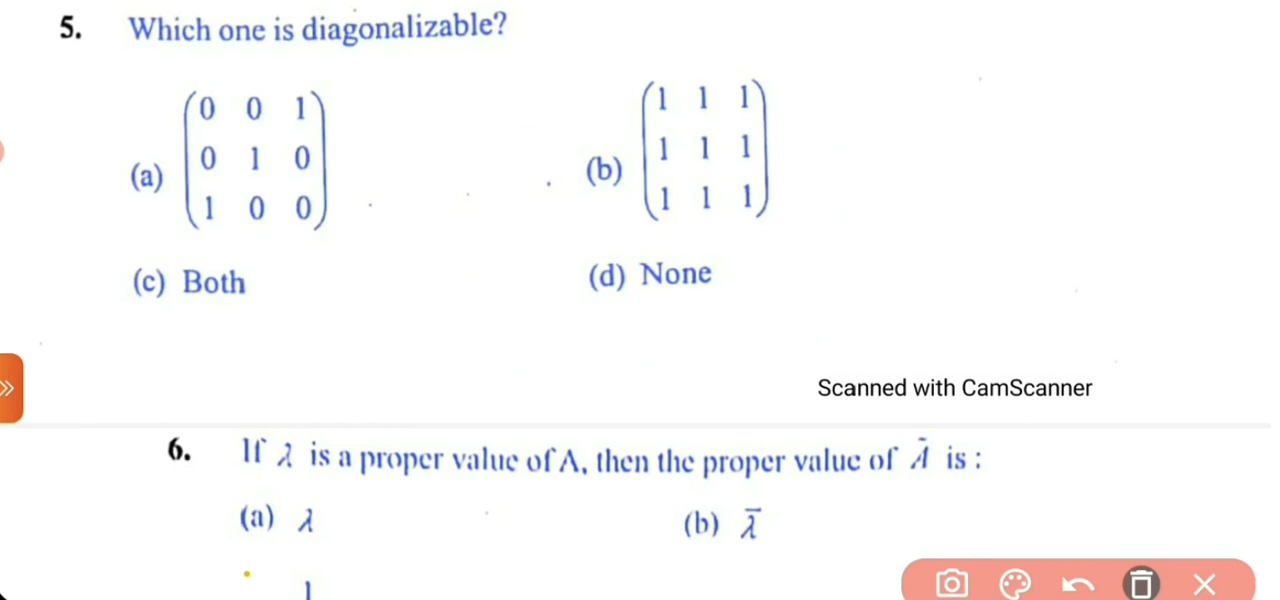 5. Which one is diagonalizable?
(a) (0 0 1
0 1 0
1 0 0)
(b) (1 1 1
1 1 1
1 1 1)
(c) Both (d) None
Scanned with CamScanner
6. If λ is a proper value of A, then the proper value of Ā is :
(a) λ (b) λ̄
1